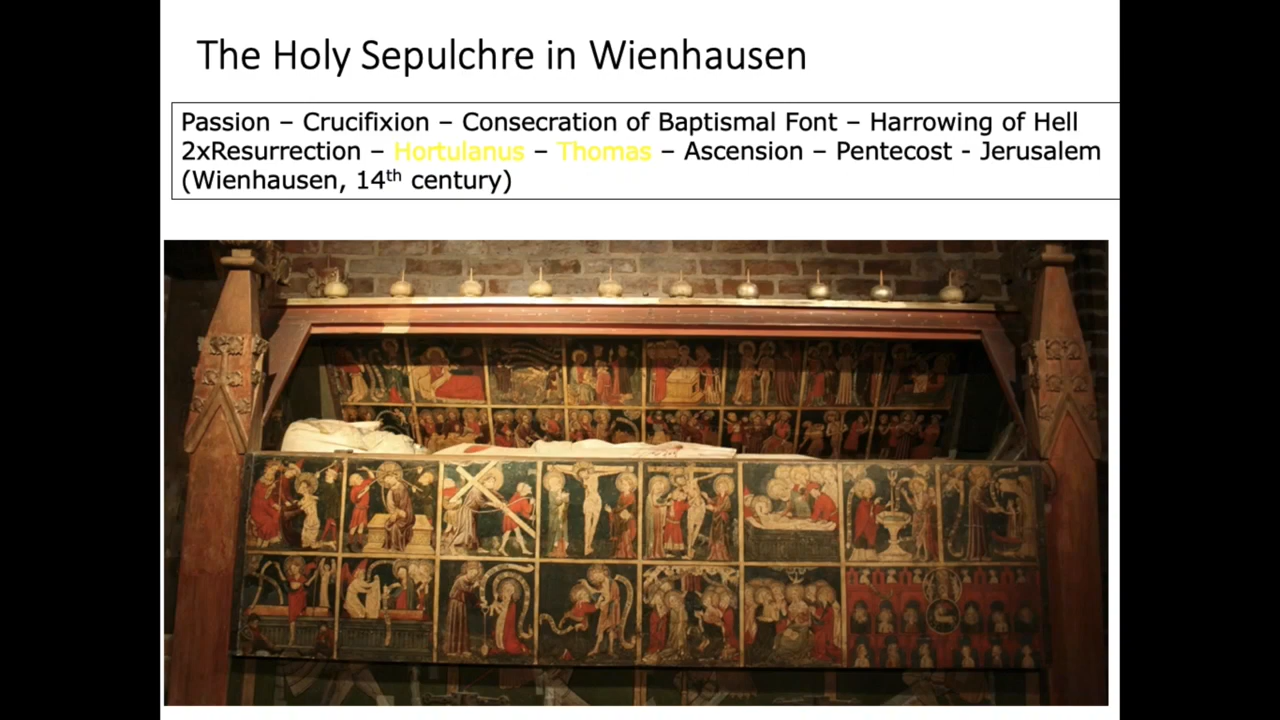 The Holy Sepulchre in Wienhausen
Passion – Crucifixion – Consecration of Baptismal Font – Harrowing of Hell
2xResurrection – Hortulanus – Thomas – Ascension – Pentecost - Jerusalem
(Wienhausen, 14th century)